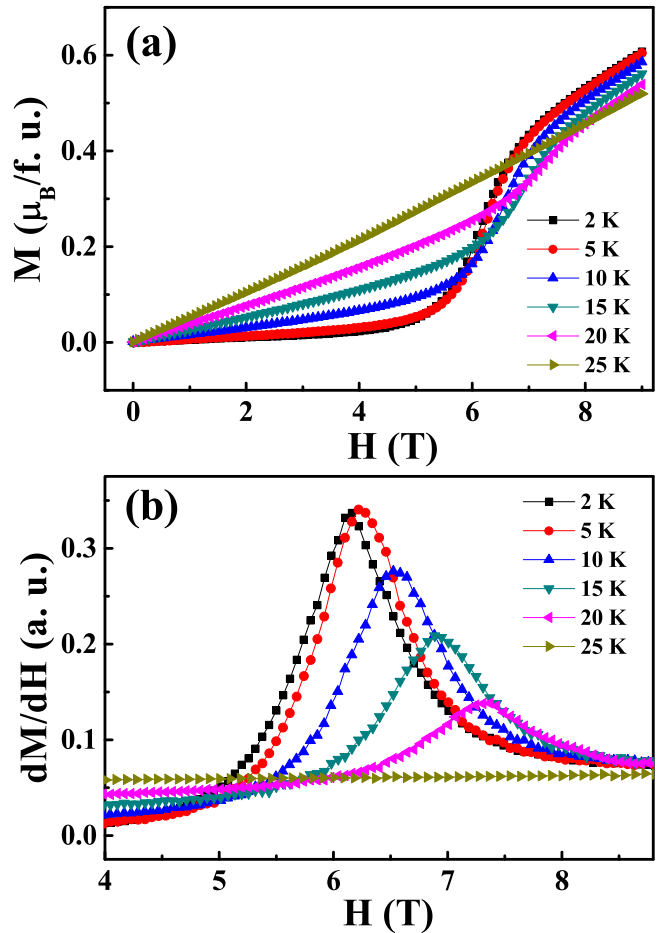 (a)
0.6
0.4
0.2
0.0
M (μB/f. u.)
2 K
5 K
10 K
15 K
20 K
25 K
0 2 4 6 8
H (T)
(b)
0.3
0.2
0.1
0.0
dM/dH (a. u.)
2 K
5 K
10 K
15 K
20 K
25 K
4 5 6 7 8
H (T)